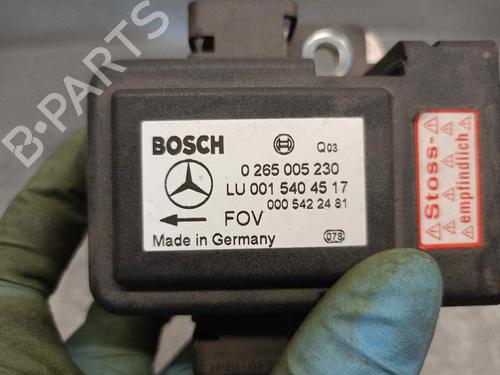 BOSCH
Q03
0 265 005 230
LU 001 540 45 17
000 542 24 81
FOV
Made in Germany
078
Stoss-
empfindlich
B-PARTS